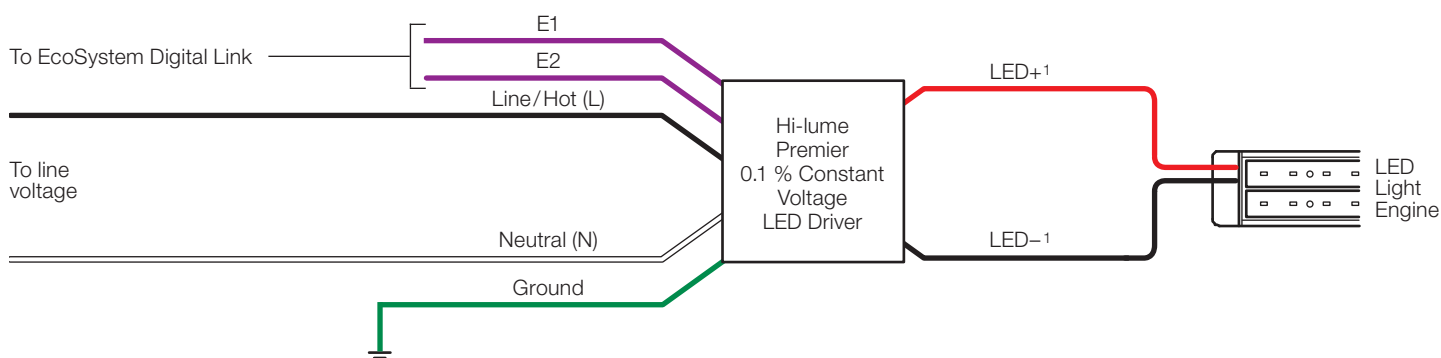 E1
To EcoSystem Digital Link
E2
Line/Hot (L)
To line
voltage
Neutral (N)
Ground
Hi-lume
Premier
0.1 % Constant
Voltage
LED Driver
LED+1
LED−1
LED
Light
Engine